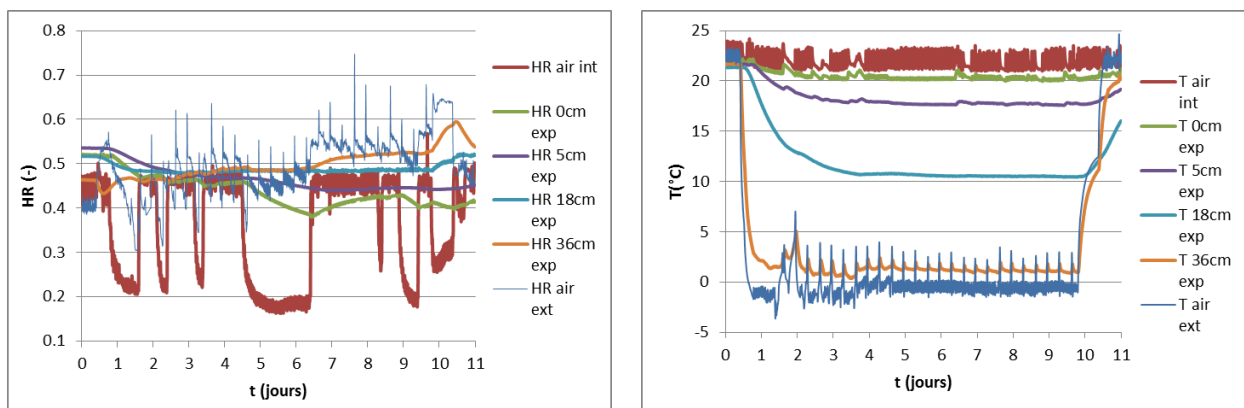 0.8
0.7
0.6
0.5
0.4
0.3
0.2
0.1
HR (-)
0 1 2 3 4 5 6 7 8 9 10 11
t (jours)
HR air int
HR 0cm
exp
HR 5cm
exp
HR 18cm
exp
HR 36cm
exp
HR air
ext
25
20
15
10
5
0
-5
T(°C)
0 1 2 3 4 5 6 7 8 9 10 11
t (jours)
T air
int
T 0cm
exp
T 5cm
exp
T 18cm
exp
T 36cm
exp
T air
ext